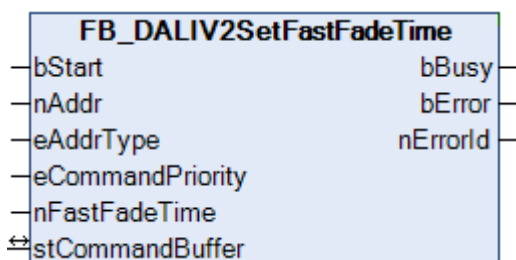 FB_DALIV2SetFastFadeTime
bStart bBusy
nAddr bError
eAddrType nErrorId
eCommandPriority
nFastFadeTime
stCommandBuffer